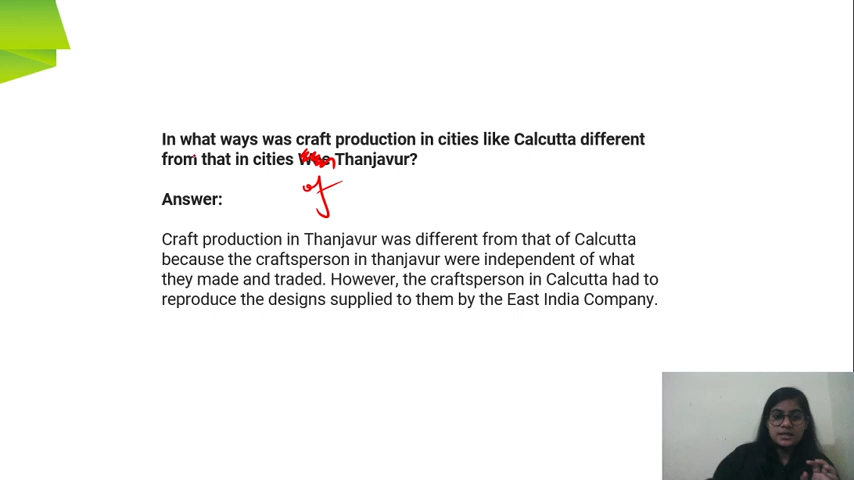 In what ways was craft production in cities like Calcutta different
from that in cities Thanjavur?
of
Answer:
Craft production in Thanjavur was different from that of Calcutta
because the craftsperson in thanjavur were independent of what
they made and traded. However, the craftsperson in Calcutta had to
reproduce the designs supplied to them by the East India Company.